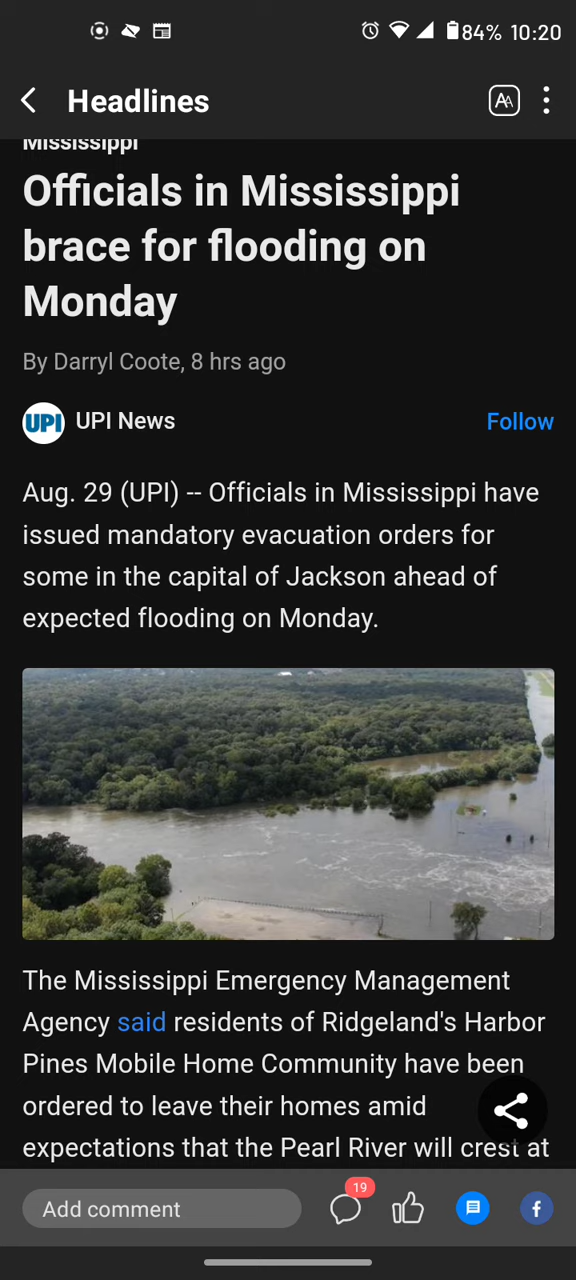 84% 10:20
Headlines
AA
Mississippi
Officials in Mississippi
brace for flooding on
Monday
By Darryl Coote, 8 hrs ago
UPI UPI News
Follow
Aug. 29 (UPI) -- Officials in Mississippi have
issued mandatory evacuation orders for
some in the capital of Jackson ahead of
expected flooding on Monday.
The Mississippi Emergency Management
Agency said residents of Ridgeland's Harbor
Pines Mobile Home Community have been
ordered to leave their homes amid
expectations that the Pearl River will crest at
Add comment
19
f